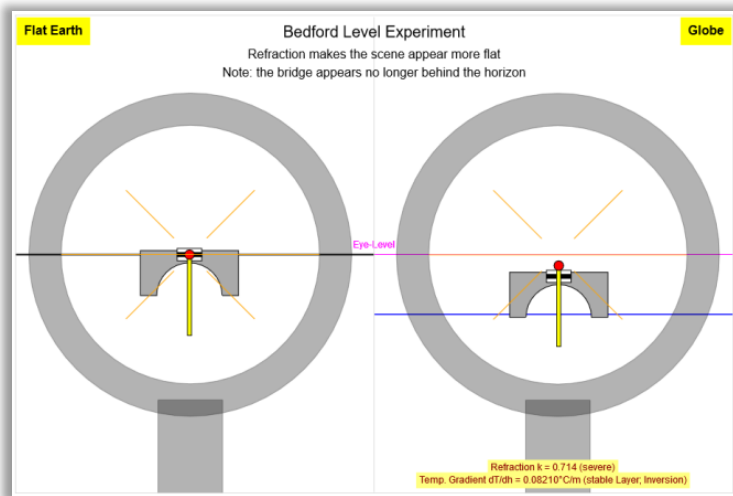 Flat Earth
Bedford Level Experiment
Globe
Refraction makes the scene appear more flat
Note: the bridge appears no longer behind the horizon
Eye-Level
Refraction k = 0.714 (severe)
Temp. Gradient dT/dh = 0.08210°C/m (stable Layer; Inversion)